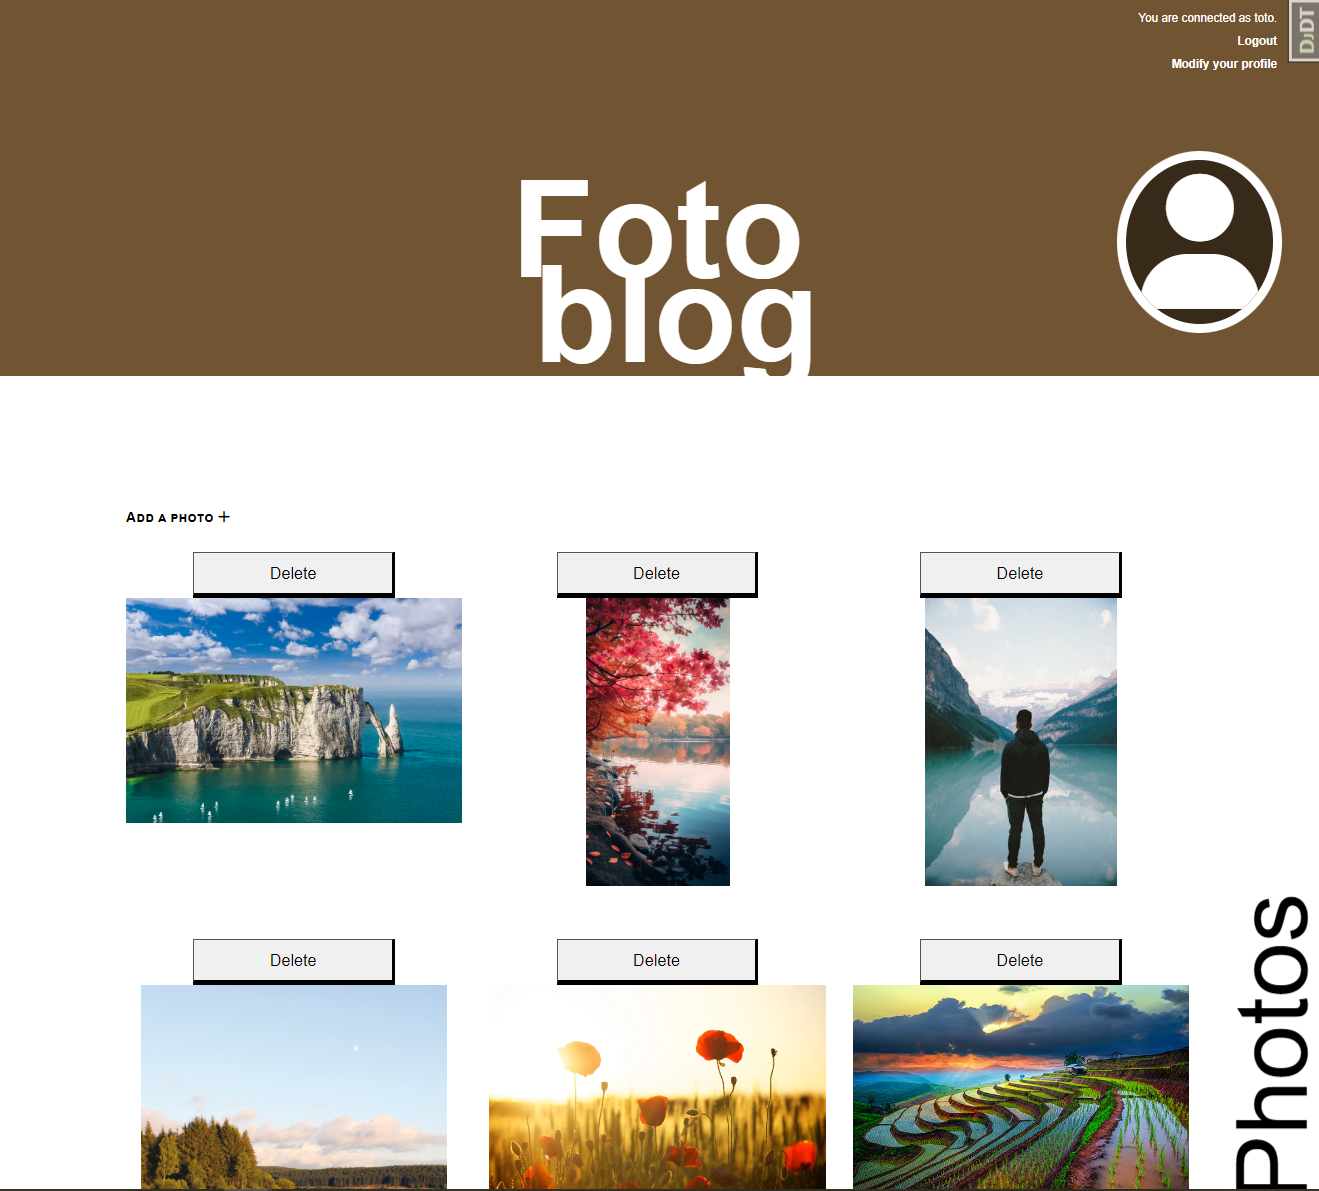 You are connected as toto.
Logout
Modify your profile
DJDT
Foto
blog
Add a photo +
Delete
Delete
Delete
Delete
Delete
Delete
Photos